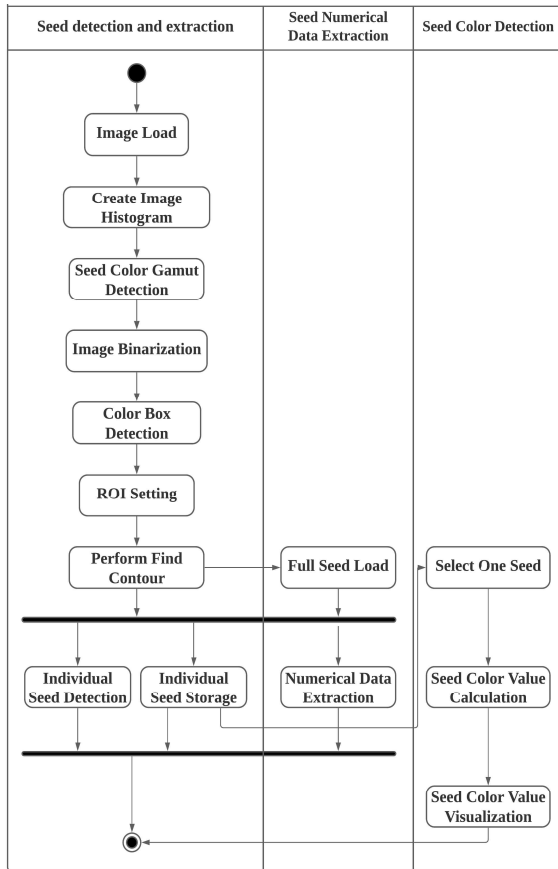 Seed detection and extraction
Seed Numerical
Data Extraction
Seed Color Detection
Image Load
Create Image
Histogram
Seed Color Gamut
Detection
Image Binarization
Color Box
Detection
ROI Setting
Perform Find
Contour
Full Seed Load
Select One Seed
Individual
Seed Detection
Individual
Seed Storage
Numerical Data
Extraction
Seed Color Value
Calculation
Seed Color Value
Visualization